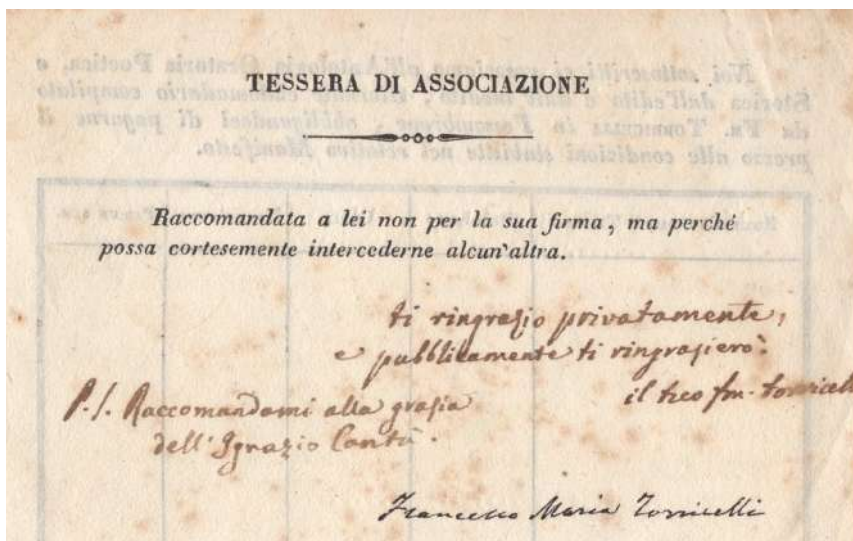 TESSERA DI ASSOCIAZIONE
Raccomandata a lei non per la sua firma, ma perché
possa cortesemente intercederne alcun'altra.
ti ringrazio privatamente,
e pubblicamente ti ringrazierò.
il tuo fm. Torricelli
P.S. Raccomandami alla grazia
dell'Ignazio Cantù.
Francesco Maria Torricelli